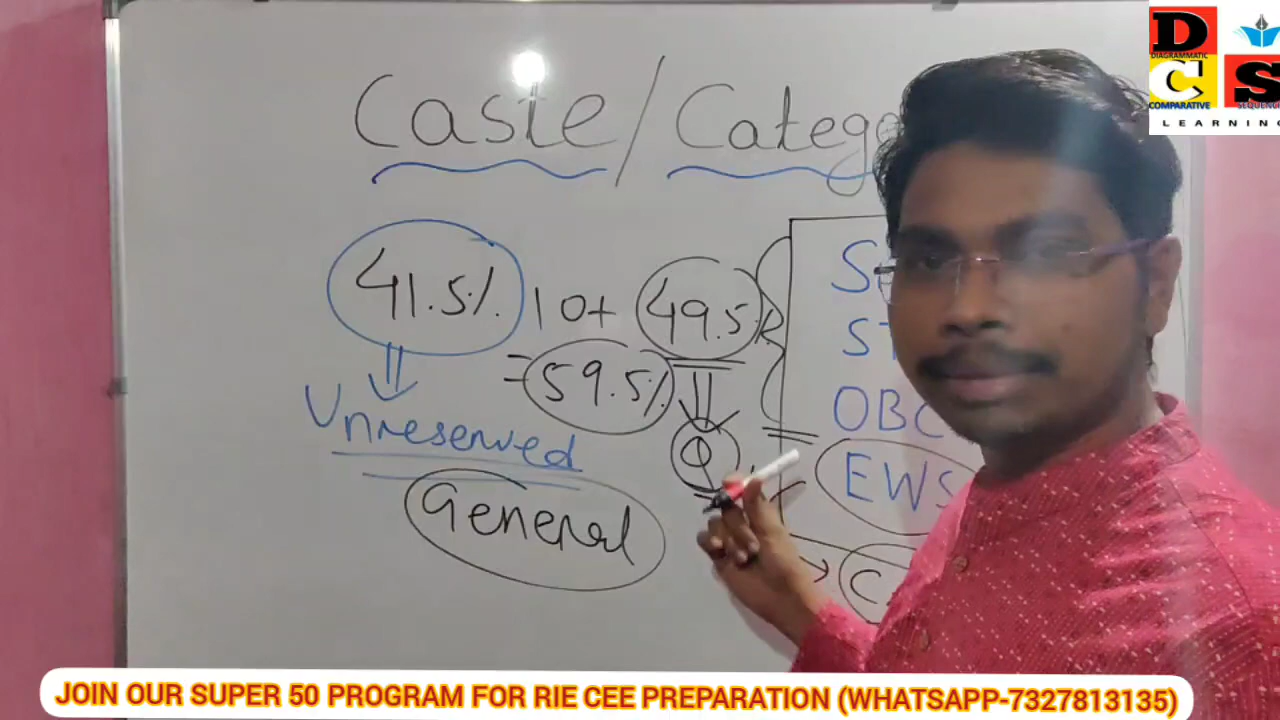 D
DIAGRAMMATIC
C S
COMPARATIVE
LEARNING
Caste / Catego
41.5% 10+ 49.5%
=59.5%
Unreserved
General
Q
ST
OBC
EWS
C
JOIN OUR SUPER 50 PROGRAM FOR RIE CEE PREPARATION (WHATSAPP-7327813135)